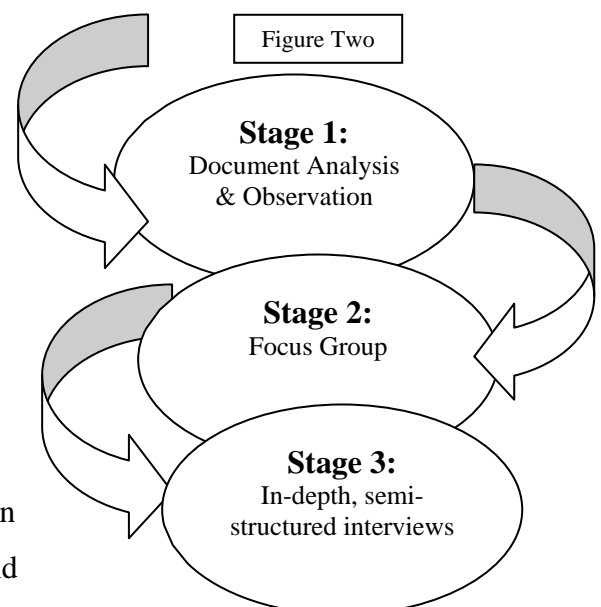 Figure Two
Stage 1:
Document Analysis
& Observation
Stage 2:
Focus Group
Stage 3:
In-depth, semi-
structured interviews